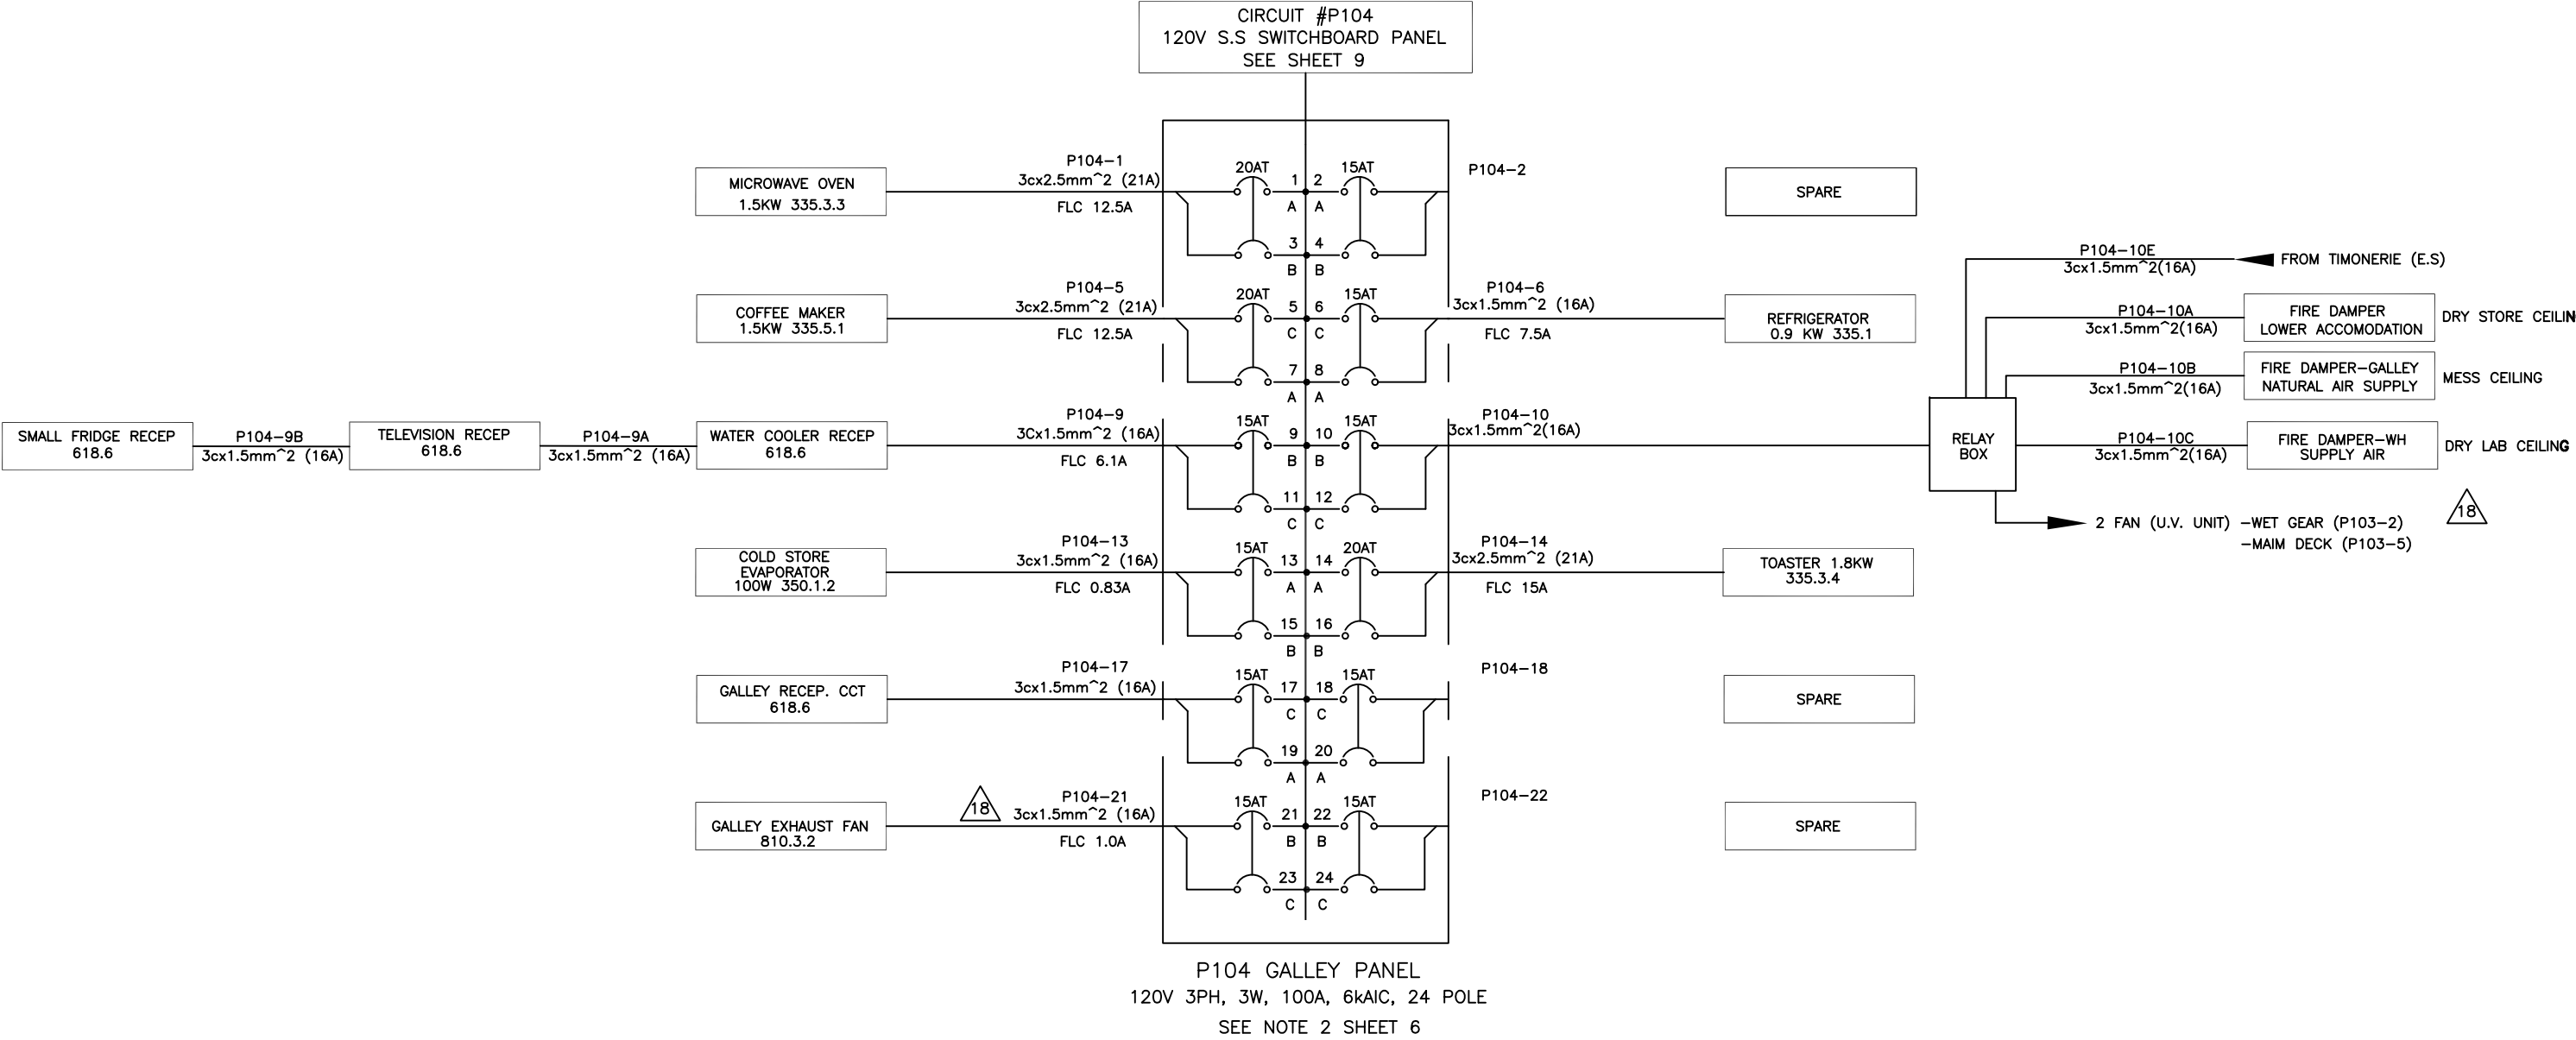 CIRCUIT #P104
120V S.S SWITCHBOARD PANEL
SEE SHEET 9
MICROWAVE OVEN
1.5KW 335.3.3
P104-1
3cx2.5mm^2 (21A)
FLC 12.5A
20AT
1
2
15AT
A
A
3
4
B
B
P104-2
SPARE
COFFEE MAKER
1.5KW 335.5.1
P104-5
3cx2.5mm^2 (21A)
FLC 12.5A
20AT
5
6
15AT
C
C
7
8
A
A
P104-6
3cx1.5mm^2 (16A)
FLC 7.5A
REFRIGERATOR
0.9 KW 335.1
SMALL FRIDGE RECEP
618.6
P104-9B
3cx1.5mm^2 (16A)
TELEVISION RECEP
618.6
P104-9A
3cx1.5mm^2 (16A)
WATER COOLER RECEP
618.6
P104-9
3Cx1.5mm^2 (16A)
FLC 6.1A
15AT
9
10
15AT
B
B
11
12
C
C
P104-10
3cx1.5mm^2(16A)
RELAY
BOX
P104-10E
3cx1.5mm^2(16A)
FROM TIMONERIE (E.S)
P104-10A
3cx1.5mm^2(16A)
FIRE DAMPER
LOWER ACCOMODATION
DRY STORE CEILIN
P104-10B
3cx1.5mm^2(16A)
FIRE DAMPER-GALLEY
NATURAL AIR SUPPLY
MESS CEILING
P104-10C
3cx1.5mm^2(16A)
FIRE DAMPER-WH
SUPPLY AIR
DRY LAB CEILING
2 FAN (U.V. UNIT) -WET GEAR (P103-2)
-MAIM DECK (P103-5)
18
COLD STORE
EVAPORATOR
100W 350.1.2
P104-13
3cx1.5mm^2 (16A)
FLC 0.83A
15AT
13
14
20AT
A
A
15
16
B
B
P104-14
3cx2.5mm^2 (21A)
FLC 15A
TOASTER 1.8KW
335.3.4
GALLEY RECEP. CCT
618.6
P104-17
3cx1.5mm^2 (16A)
15AT
17
18
15AT
C
C
19
20
A
A
P104-18
SPARE
GALLEY EXHAUST FAN
810.3.2
18
P104-21
3cx1.5mm^2 (16A)
FLC 1.0A
15AT
21
22
15AT
B
B
23
24
C
C
P104-22
SPARE
P104 GALLEY PANEL
120V 3PH, 3W, 100A, 6kAIC, 24 POLE
SEE NOTE 2 SHEET 6